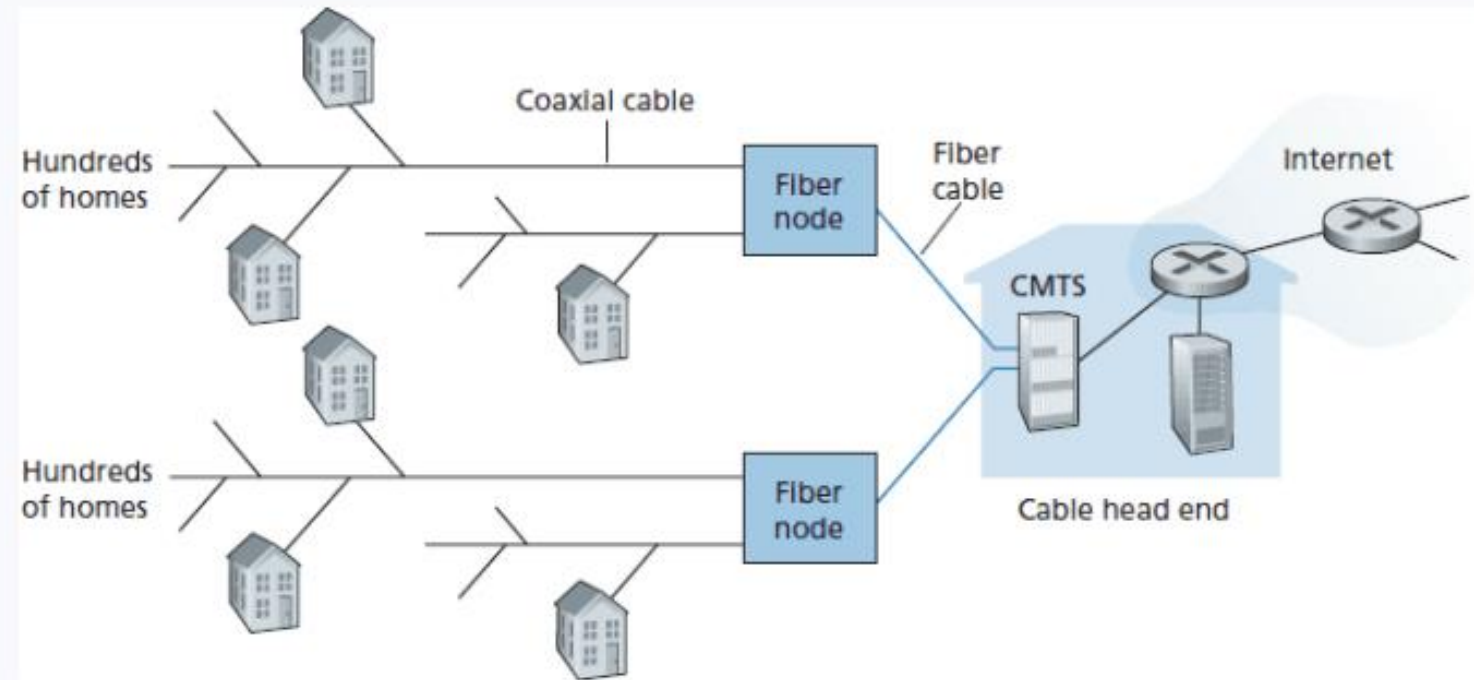 Coaxial cable
Hundreds
of homes
Fiber
node
Fiber
cable
Internet
CMTS
Hundreds
of homes
Fiber
node
Cable head end